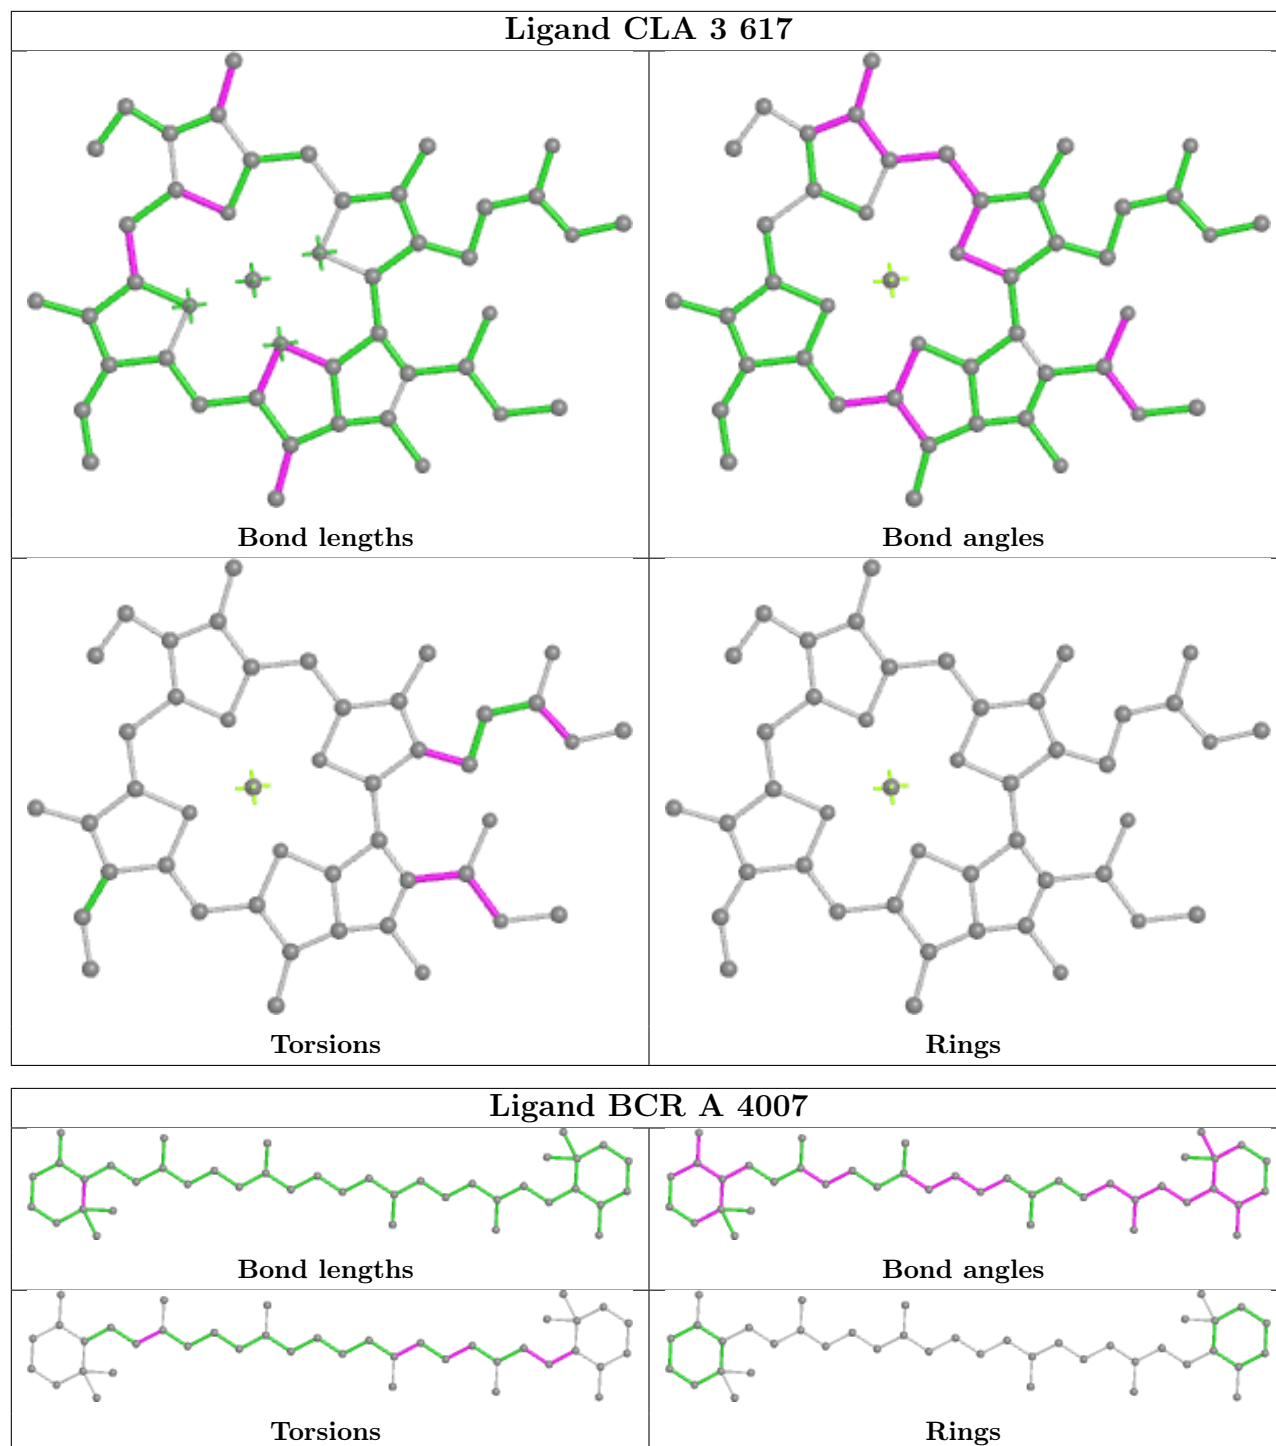 Ligand CLA 3 617
Bond lengths
Bond angles
Torsions
Rings
Ligand BCR A 4007
Bond lengths
Bond angles
Torsions
Rings